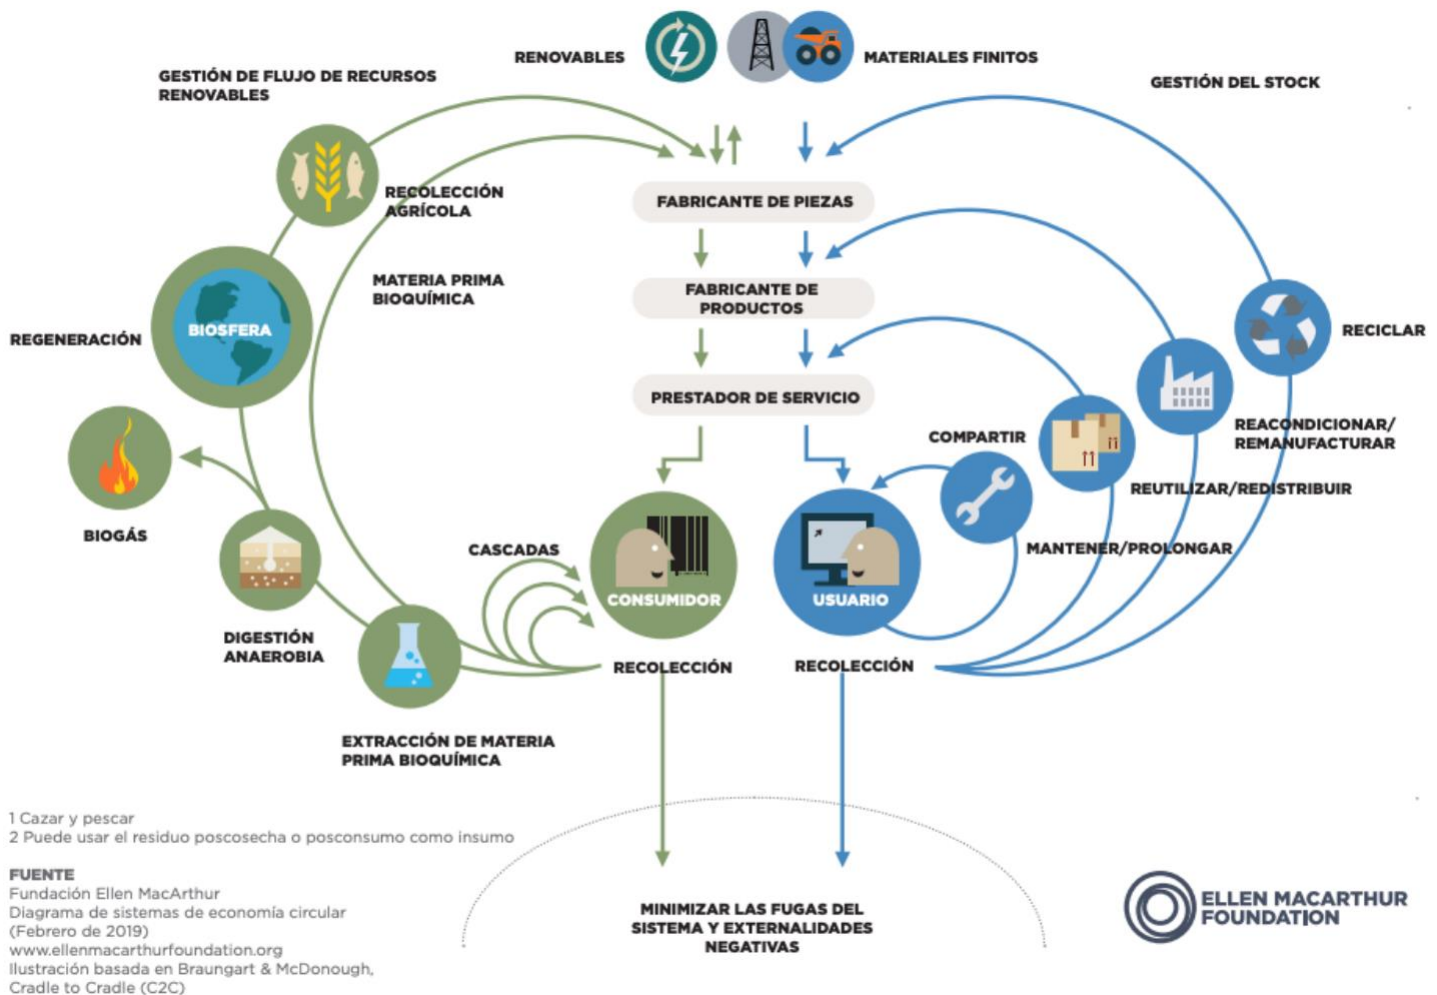 RENOVABLES
MATERIALES FINITOS
GESTIÓN DE FLUJO DE RECURSOS
RENOVABLES
GESTIÓN DEL STOCK
RECOLECCIÓN
AGRÍCOLA
FABRICANTE DE PIEZAS
MATERIA PRIMA
BIOQUÍMICA
FABRICANTE DE
PRODUCTOS
REGENERACIÓN
BIOSFERA
RECICLAR
PRESTADOR DE SERVICIO
COMPARTIR
REACONDICIONAR/
REMANUFACTURAR
REUTILIZAR/REDISTRIBUIR
BIOGÁS
CASCADAS
MANTENER/PROLONGAR
CONSUMIDOR
USUARIO
DIGESTIÓN
ANAEROBIA
RECOLECCIÓN
RECOLECCIÓN
EXTRACCIÓN DE MATERIA
PRIMA BIOQUÍMICA
1 Cazar y pescar
2 Puede usar el residuo poscosecha o posconsumo como insumo
FUENTE
Fundación Ellen MacArthur
Diagrama de sistemas de economía circular
(Febrero de 2019)
www.ellenmacarthurfoundation.org
Ilustración basada en Braungart & McDonough,
Cradle to Cradle (C2C)
MINIMIZAR LAS FUGAS DEL
SISTEMA Y EXTERNALIDADES
NEGATIVAS
ELLEN MACARTHUR
FOUNDATION